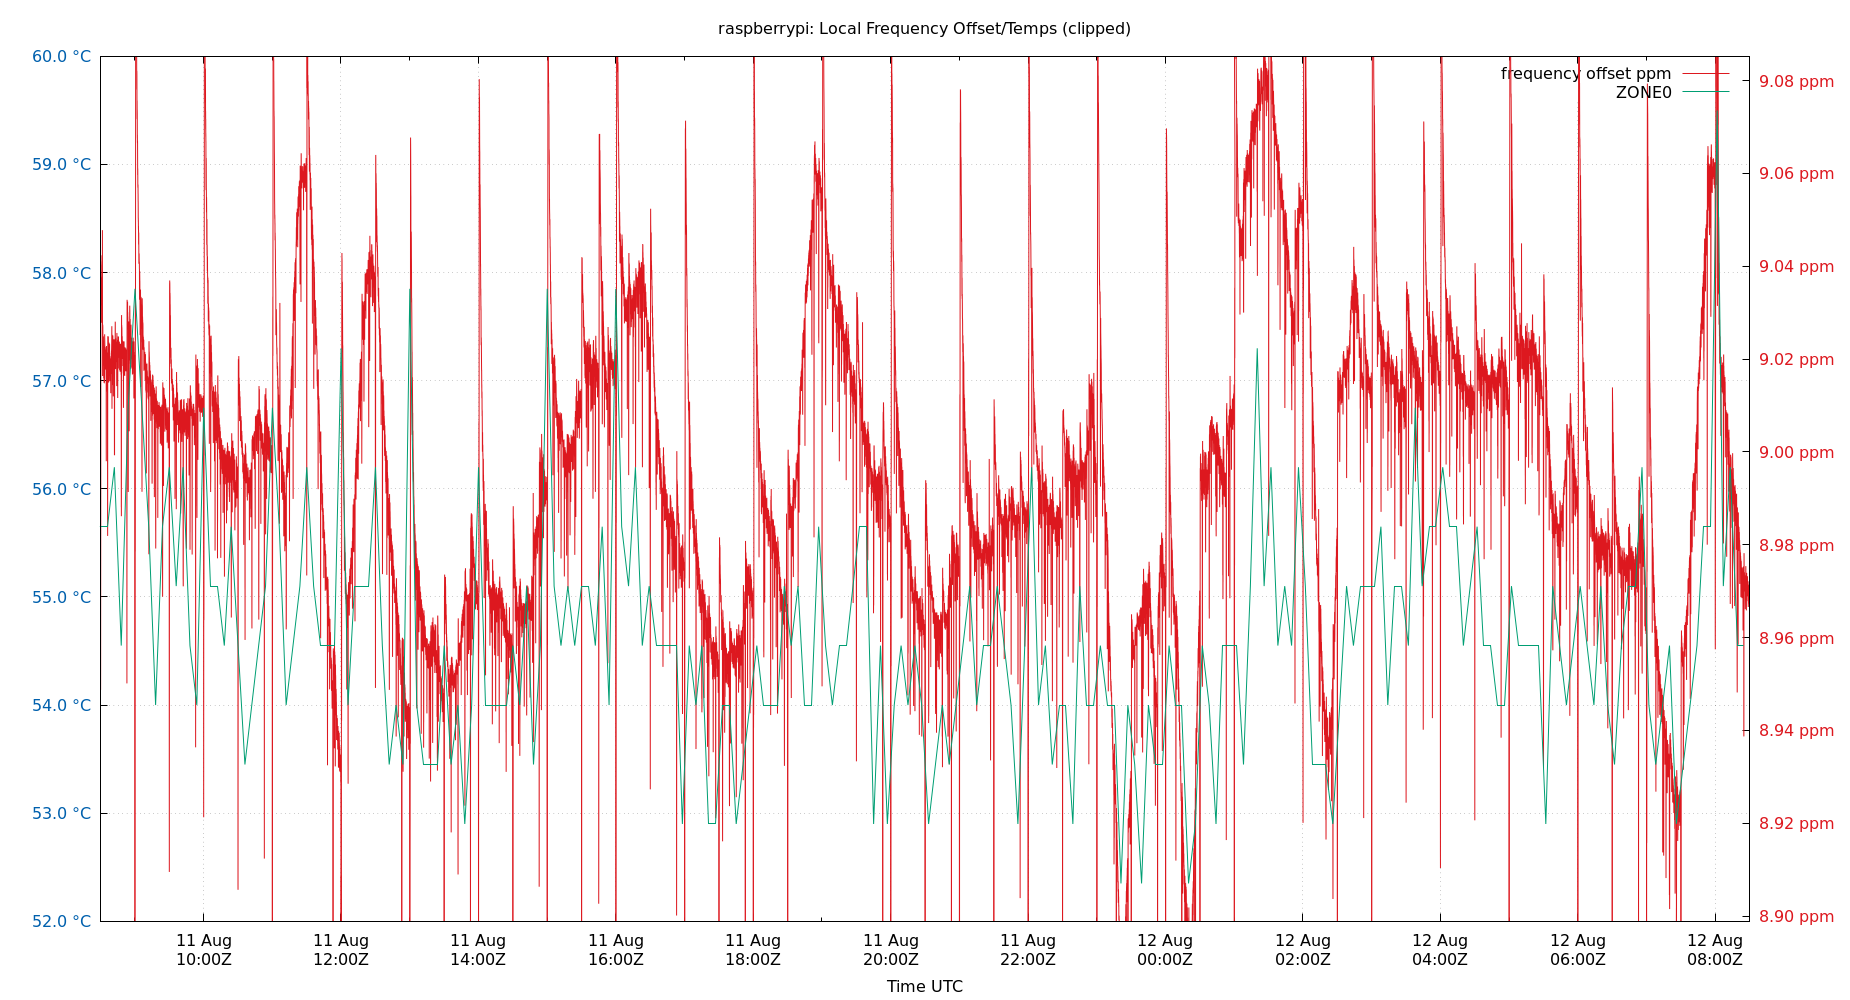 raspberrypi: Local Frequency Offset/Temps (clipped)
60.0 °C
59.0 °C
58.0 °C
57.0 °C
56.0 °C
55.0 °C
54.0 °C
53.0 °C
52.0 °C
frequency offset ppm
ZONE0
9.08 ppm
9.06 ppm
9.04 ppm
9.02 ppm
9.00 ppm
8.98 ppm
8.96 ppm
8.94 ppm
8.92 ppm
8.90 ppm
11 Aug 11 Aug 11 Aug 11 Aug 11 Aug 11 Aug 11 Aug 12 Aug 12 Aug 12 Aug 12 Aug 12 Aug
10:00Z 12:00Z 14:00Z 16:00Z 18:00Z 20:00Z 22:00Z 00:00Z 02:00Z 04:00Z 06:00Z 08:00Z
Time UTC